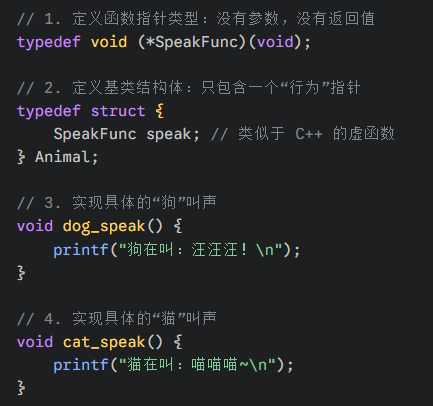 // 1. 定义函数指针类型：没有参数，没有返回值
typedef void (*SpeakFunc)(void);
// 2. 定义基类结构体：只包含一个“行为”指针
typedef struct {
    SpeakFunc speak; // 类似于 C++ 的虚函数
} Animal;
// 3. 实现具体的“狗”叫声
void dog_speak() {
    printf("狗在叫：汪汪汪！\n");
}
// 4. 实现具体的“猫”叫声
void cat_speak() {
    printf("猫在叫：喵喵喵~\n");
}